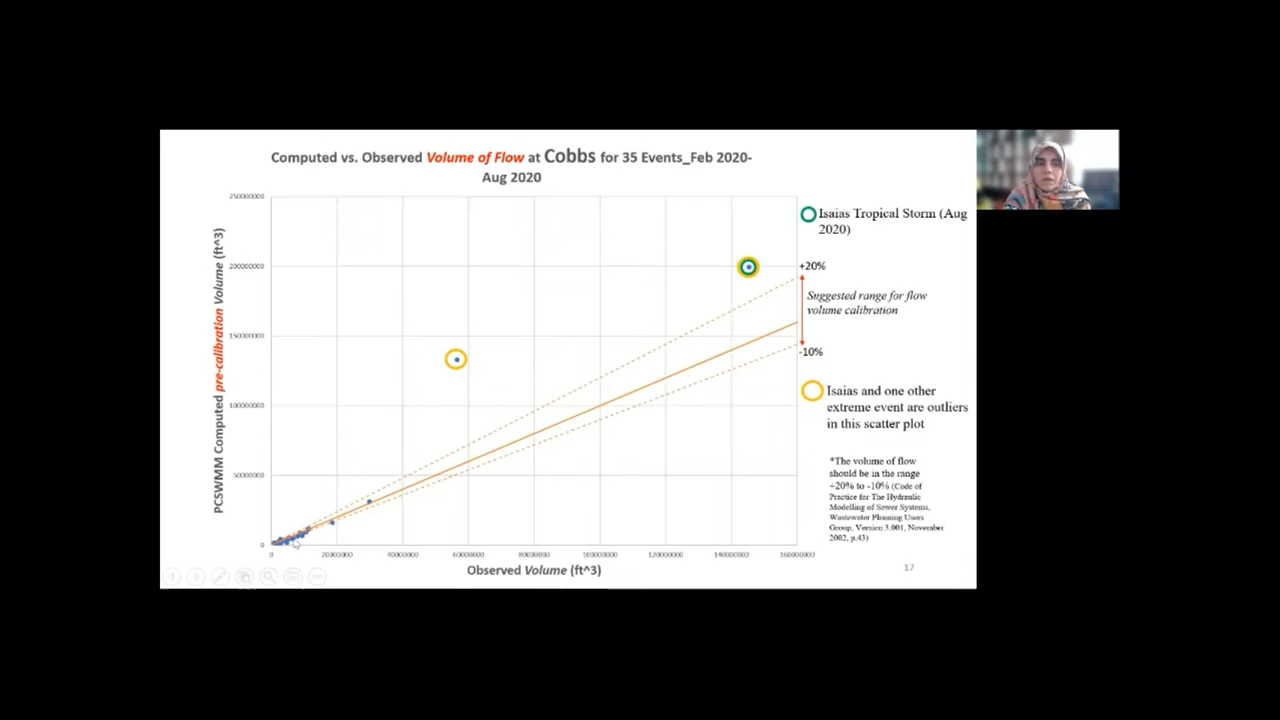 Computed vs. Observed Volume of Flow at Cobbs for 35 Events_Feb 2020-
Aug 2020
PCSWMM Computed pre-calibration Volume (ft^3)
250000000
200000000
150000000
100000000
50000000
0
0
20000000
40000000
60000000
80000000
100000000
120000000
140000000
160000000
Observed Volume (ft^3)
Isaias Tropical Storm (Aug
2020)
+20%
Suggested range for flow
volume calibration
-10%
Isaias and one other
extreme event are outliers
in this scatter plot
*The volume of flow
should be in the range
+20% to -10% (Code of
Practice for The Hydraulic
Modelling of Sewer Systems,
Wastewater Planning Users
Group, Version 3.001, November
2002, p.43)
17